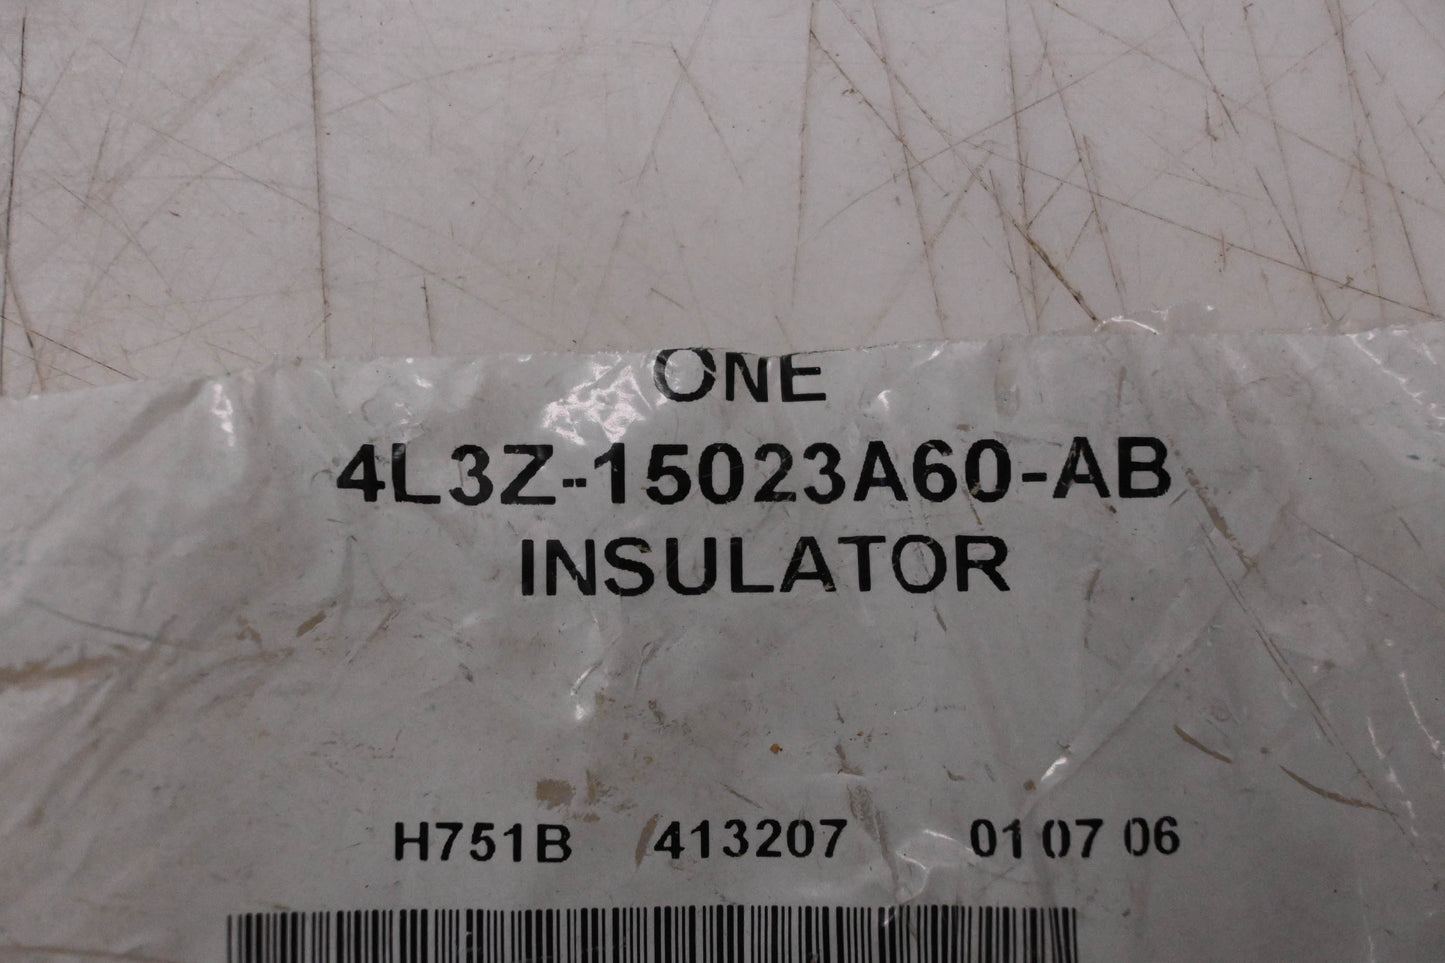 ONE
4L3Z-15023A60-AB
INSULATOR
H751B 413207 01 07 06